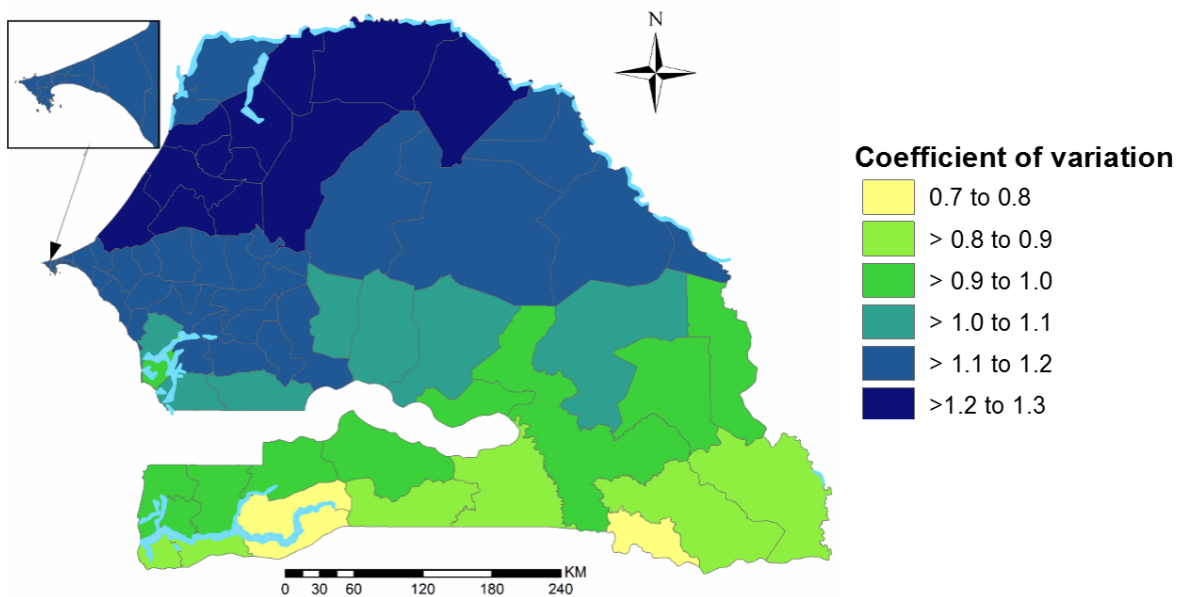 N
Coefficient of variation
0.7 to 0.8
> 0.8 to 0.9
> 0.9 to 1.0
> 1.0 to 1.1
> 1.1 to 1.2
>1.2 to 1.3
KM
0 30 60 120 180 240